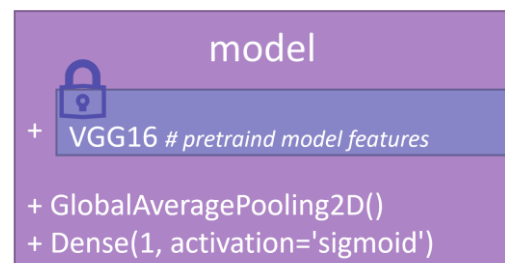 model
+ VGG16 # pretraind model features
+ GlobalAveragePooling2D()
+ Dense(1, activation='sigmoid')